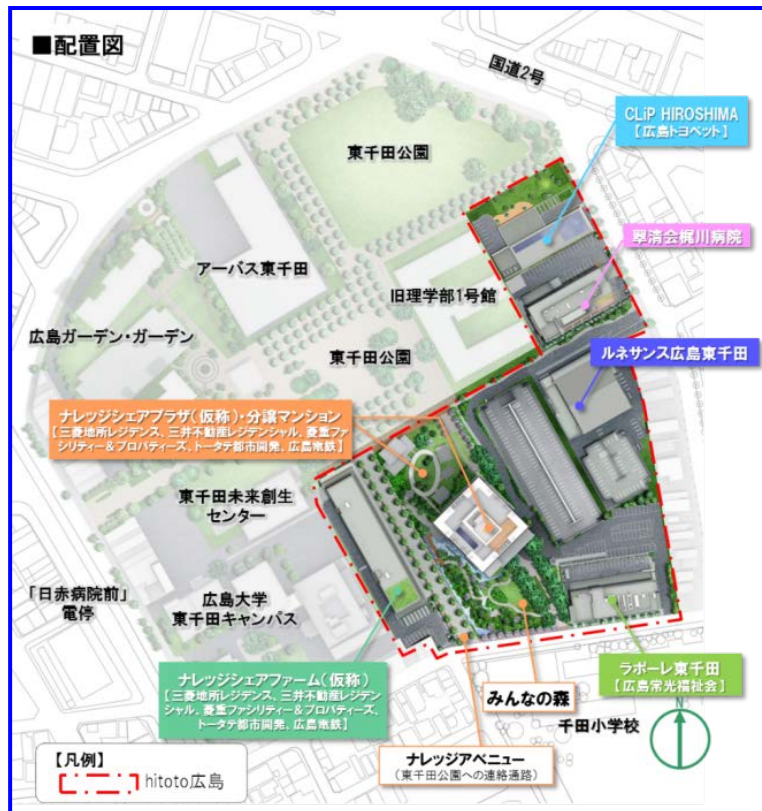 ■配置図
国道2号
CLiP HIROSHIMA
【広島トヨペット】
東千田公園
翠清会梶川病院
アーバス東千田
旧理学部1号館
広島ガーデン・ガーデン
東千田公園
ルネサンス広島東千田
ナレッジシェアプラザ(仮称)・分譲マンション
【三菱地所レジデンス、三井不動産レジデンシャル、菱重ファ
シリティー&プロパティーズ、トータテ都市開発、広島電鉄】
東千田未来創生
センター
「日赤病院前」
電停
広島大学
東千田キャンパス
ナレッジシェアファーム(仮称)
【三菱地所レジデンス、三井不動産レジデン
シャル、菱重ファシリティー&プロパティーズ、
トータテ都市開発、広島電鉄】
みんなの森
ラポーレ東千田
【広島常光福祉会】
千田小学校
N
ナレッジアベニュー
(東千田公園への連絡通路)
【凡例】
hitoto広島